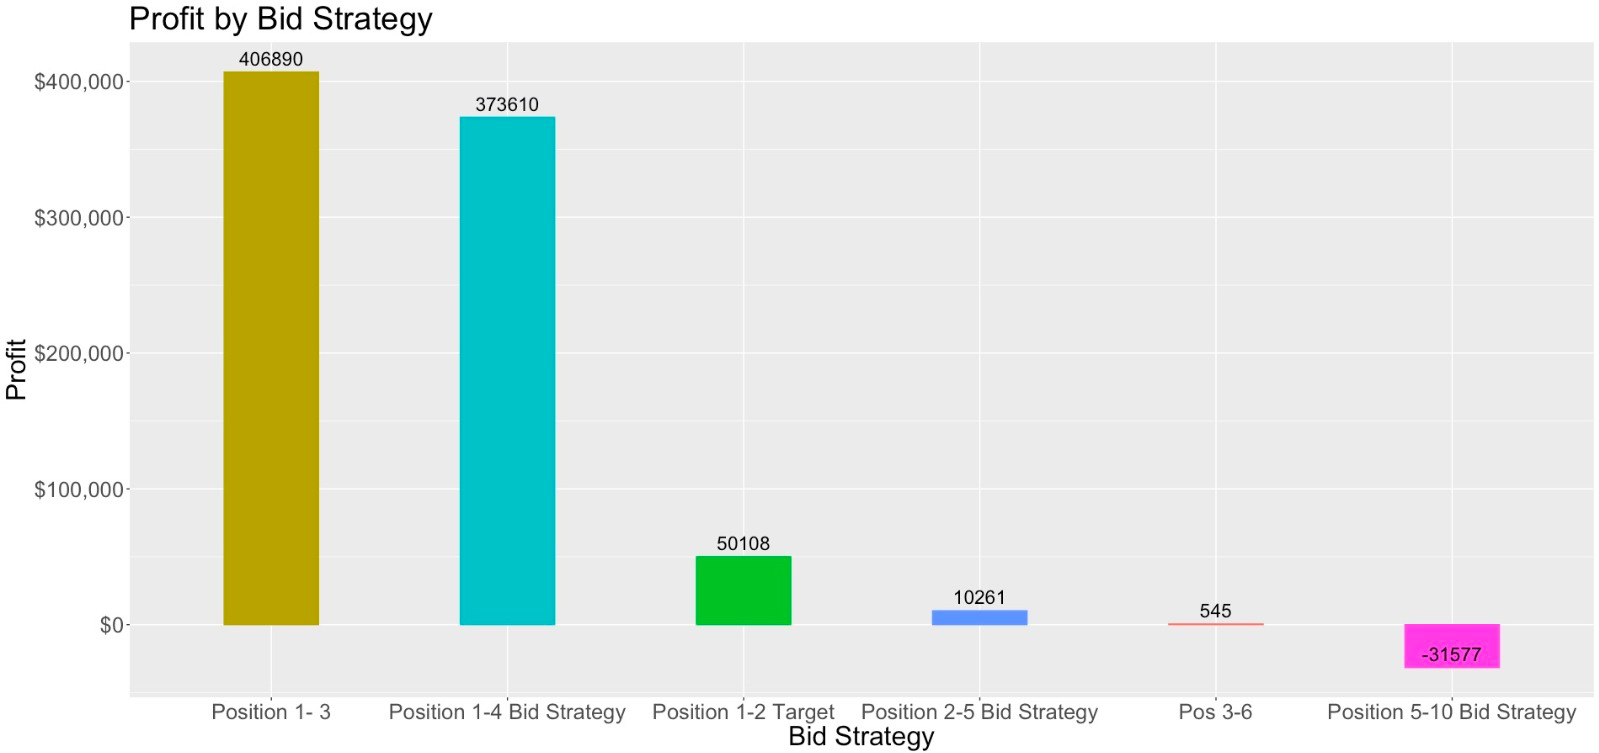 Profit by Bid Strategy
406890
$400,000
373610
$300,000
Profit
$200,000
$100,000
50108
10261
545
$0
-31577
Position 1- 3
Position 1-4 Bid Strategy
Position 1-2 Target
Position 2-5 Bid Strategy
Pos 3-6
Position 5-10 Bid Strategy
Bid Strategy